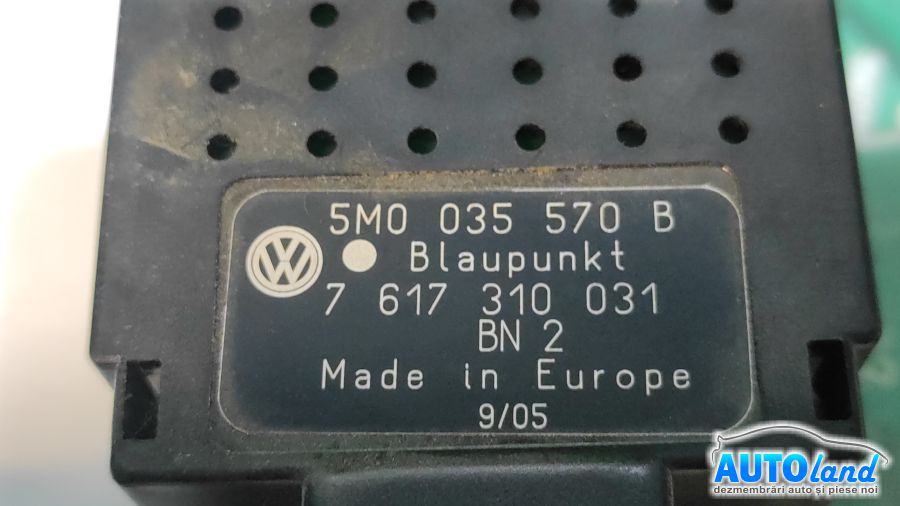 5M0 035 570 B
Blaupunkt
7 617 310 031
BN 2
Made in Europe
9/05
AUTOland
dezmembrări auto și piese noi